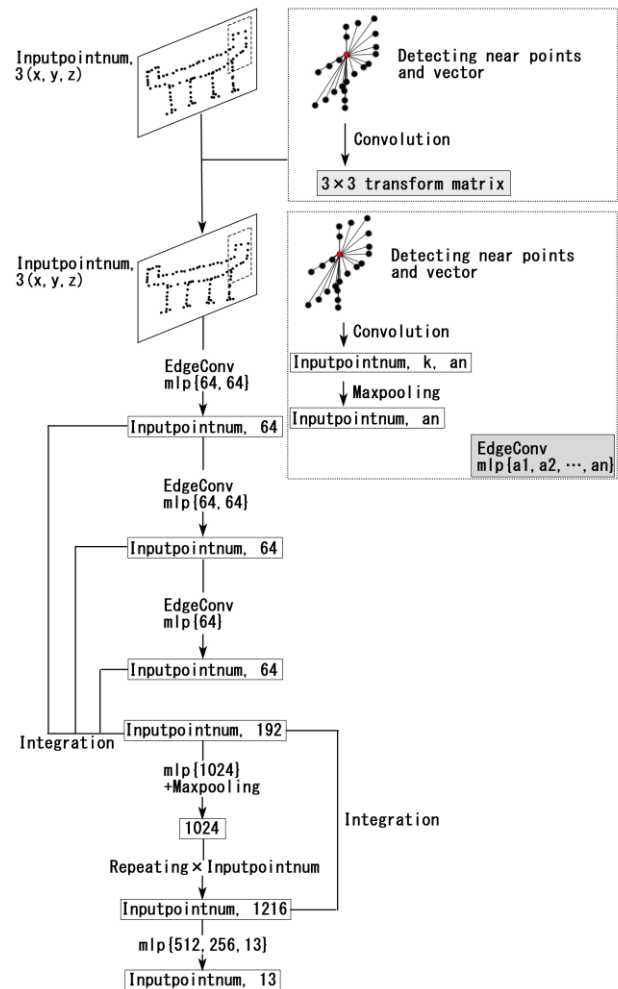 Inputpointnum,
3(x, y, z)
Detecting near points
and vector
Convolution
3×3 transform matrix
Inputpointnum,
3(x, y, z)
Detecting near points
and vector
Convolution
Inputpointnum, k, an
Maxpooling
Inputpointnum, an
EdgeConv
mlp{a1, a2, …, an}
EdgeConv
mlp{64, 64}
Inputpointnum, 64
EdgeConv
mlp{64, 64}
Inputpointnum, 64
EdgeConv
mlp{64}
Inputpointnum, 64
Inputpointnum, 192
Integration
mlp{1024}
+Maxpooling
1024
Integration
Repeating×Inputpointnum
Inputpointnum, 1216
mlp{512, 256, 13}
Inputpointnum, 13